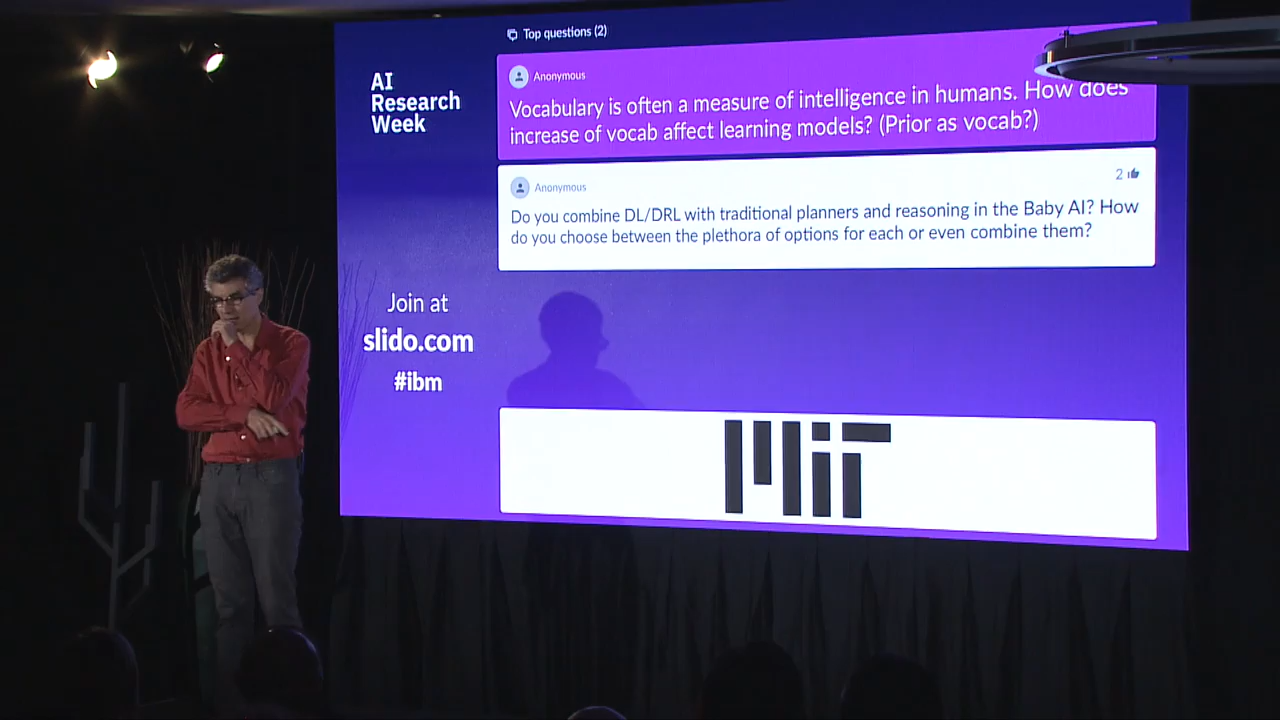 Top questions (2)
AI
Research
Week
Anonymous
Vocabulary is often a measure of intelligence in humans. How does
increase of vocab affect learning models? (Prior as vocab?)
Anonymous
2
Do you combine DL/DRL with traditional planners and reasoning in the Baby AI? How
do you choose between the plethora of options for each or even combine them?
Join at
slido.com
#ibm
MIT